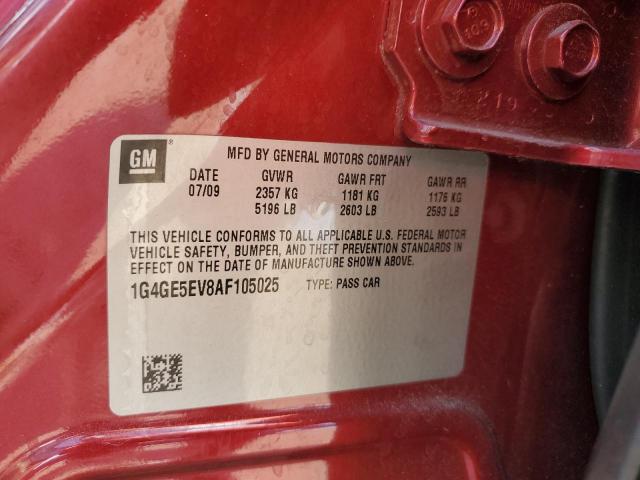 GM
MFD BY GENERAL MOTORS COMPANY
DATE GVWR GAWR FRT GAWR RR
07/09 2357 KG 1181 KG 1176 KG
5196 LB 2603 LB 2593 LB
THIS VEHICLE CONFORMS TO ALL APPLICABLE U.S. FEDERAL MOTOR
VEHICLE SAFETY, BUMPER, AND THEFT PREVENTION STANDARDS IN
EFFECT ON THE DATE OF MANUFACTURE SHOWN ABOVE.
1G4GE5EV8AF105025 TYPE: PASS CAR
219